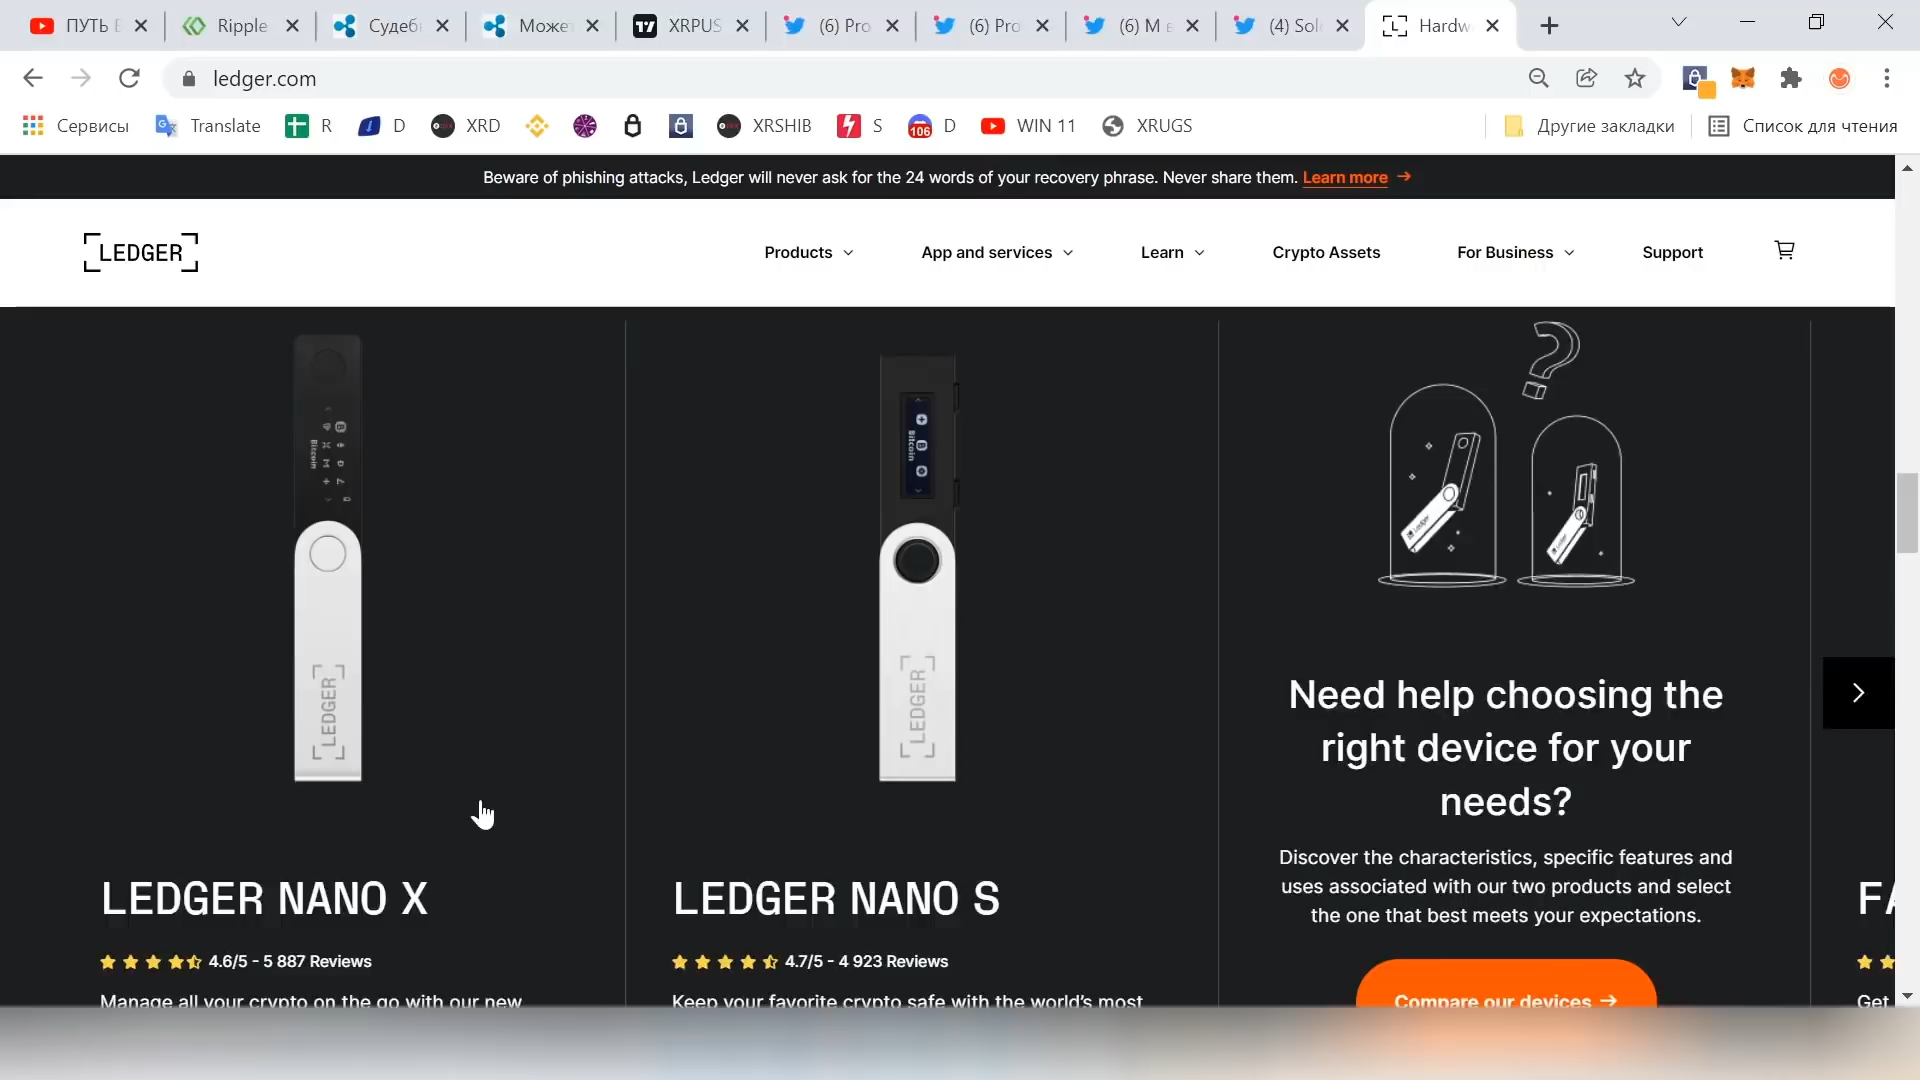 ПУТЬ Е
Ripple
Судеб
Може
XRPUS
(6) Pro
(6) Pro
(6) М в
(4) Sol
Hardw
ledger.com
Сервисы
Translate
R
D
XRD
XRSHIB
S
106
D
WIN 11
XRUGS
Другие закладки
Список для чтения
Beware of phishing attacks, Ledger will never ask for the 24 words of your recovery phrase. Never share them. Learn more →
LEDGER
Products
App and services
Learn
Crypto Assets
For Business
Support
Bitcoin
LEDGER
Bitcoin
LEDGER
?
Need help choosing the
right device for your
needs?
Discover the characteristics, specific features and
uses associated with our two products and select
the one that best meets your expectations.
Compare our devices →
LEDGER NANO X
4.6/5 - 5 887 Reviews
Manage all your crypto on the go with our new
LEDGER NANO S
4.7/5 - 4 923 Reviews
Keep your favorite crypto safe with the world's most
FA
Get